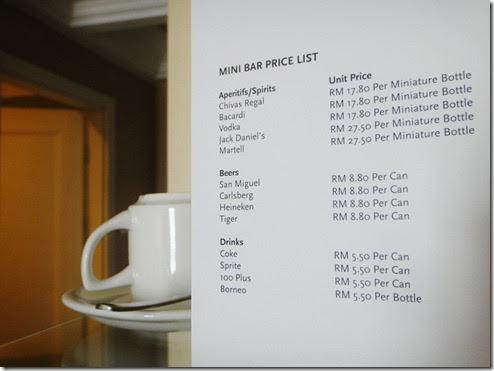 MINI BAR PRICE LIST
Aperitifs/Spirits Unit Price
Chivas Regal RM 17.80 Per Miniature Bottle
Bacardi RM 17.80 Per Miniature Bottle
Vodka RM 17.80 Per Miniature Bottle
Jack Daniel's RM 27.50 Per Miniature Bottle
Martell RM 27.50 Per Miniature Bottle
Beers
San Miguel RM 8.80 Per Can
Carlsberg RM 8.80 Per Can
Heineken RM 8.80 Per Can
Tiger RM 8.80 Per Can
Drinks
Coke RM 5.50 Per Can
Sprite RM 5.50 Per Can
100 Plus RM 5.50 Per Can
Borneo RM 5.50 Per Bottle